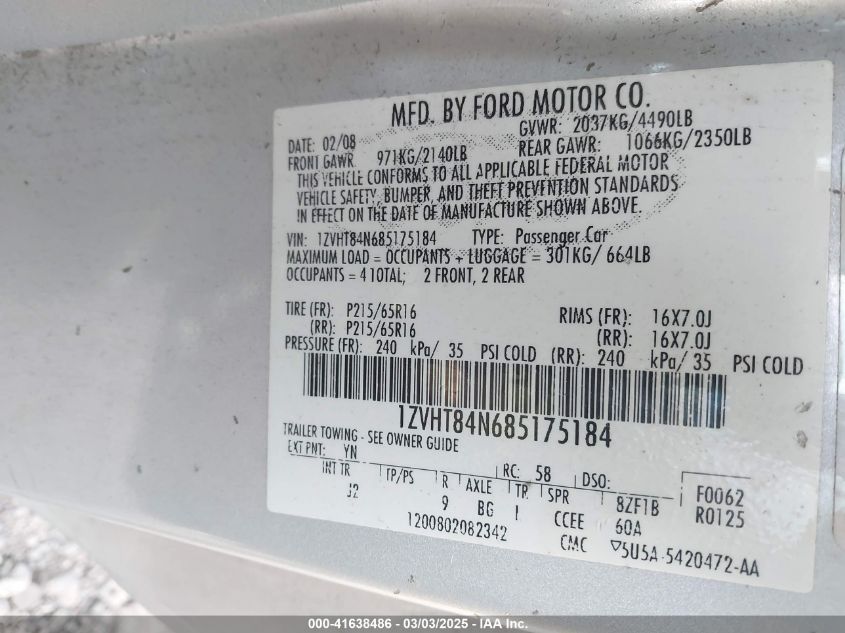 MFD. BY FORD MOTOR CO.
DATE: 02/08 GVWR: 2037KG/4490LB
FRONT GAWR 971KG/2140LB REAR GAWR: 1066KG/2350LB
THIS VEHICLE CONFORMS TO ALL APPLICABLE FEDERAL MOTOR
VEHICLE SAFETY, BUMPER, AND THEFT PREVENTION STANDARDS
IN EFFECT ON THE DATE OF MANUFACTURE SHOWN ABOVE.
VIN: 1ZVHT84N685175184 TYPE: Passenger Car
MAXIMUM LOAD = OCCUPANTS + LUGGAGE = 301KG/ 664LB
OCCUPANTS = 4 TOTAL; 2 FRONT, 2 REAR
TIRE (FR): P215/65R16 RIMS (FR): 16X7.0J
(RR): P215/65R16 (RR): 16X7.0J
PRESSURE (FR): 240 kPa/ 35 PSI COLD (RR): 240 kPa/ 35 PSI COLD
1ZVHT84N685175184
TRAILER TOWING - SEE OWNER GUIDE
EXT PNT: YN RC: 58 DSO:
INT TR TP/PS R AXLE TR SPR 8ZF1B F0062
J2 9 BG I CCEE 60A R0125
1200802082342 CMC ▽5U5A-5420472-AA
000-41638486 - 03/03/2025 - IAAI Inc.